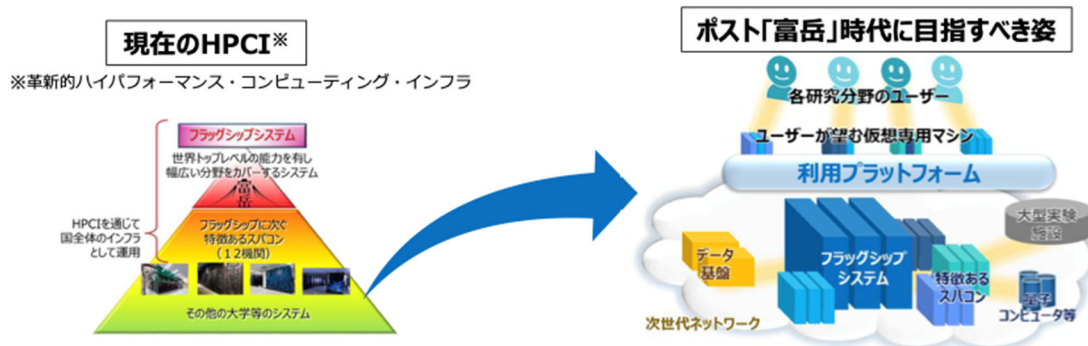 現在のHPCI※
※革新的ハイパフォーマンス・コンピューティング・インフラ
フラッグシップシステム
世界トップレベルの能力を有し
幅広い分野をカバーするシステム
富岳
HPCIを通じて
国全体のインフラ
として運用
フラッグシップに次ぐ
特徴あるスパコン
（１２機関）
その他の大学等のシステム
ポスト「富岳」時代に目指すべき姿
各研究分野のユーザー
ユーザーが望む仮想専用マシン
利用プラットフォーム
大型実験
施設
データ
基盤
フラッグシップ
システム
特徴ある
スパコン
量子
コンピュータ等
次世代ネットワーク